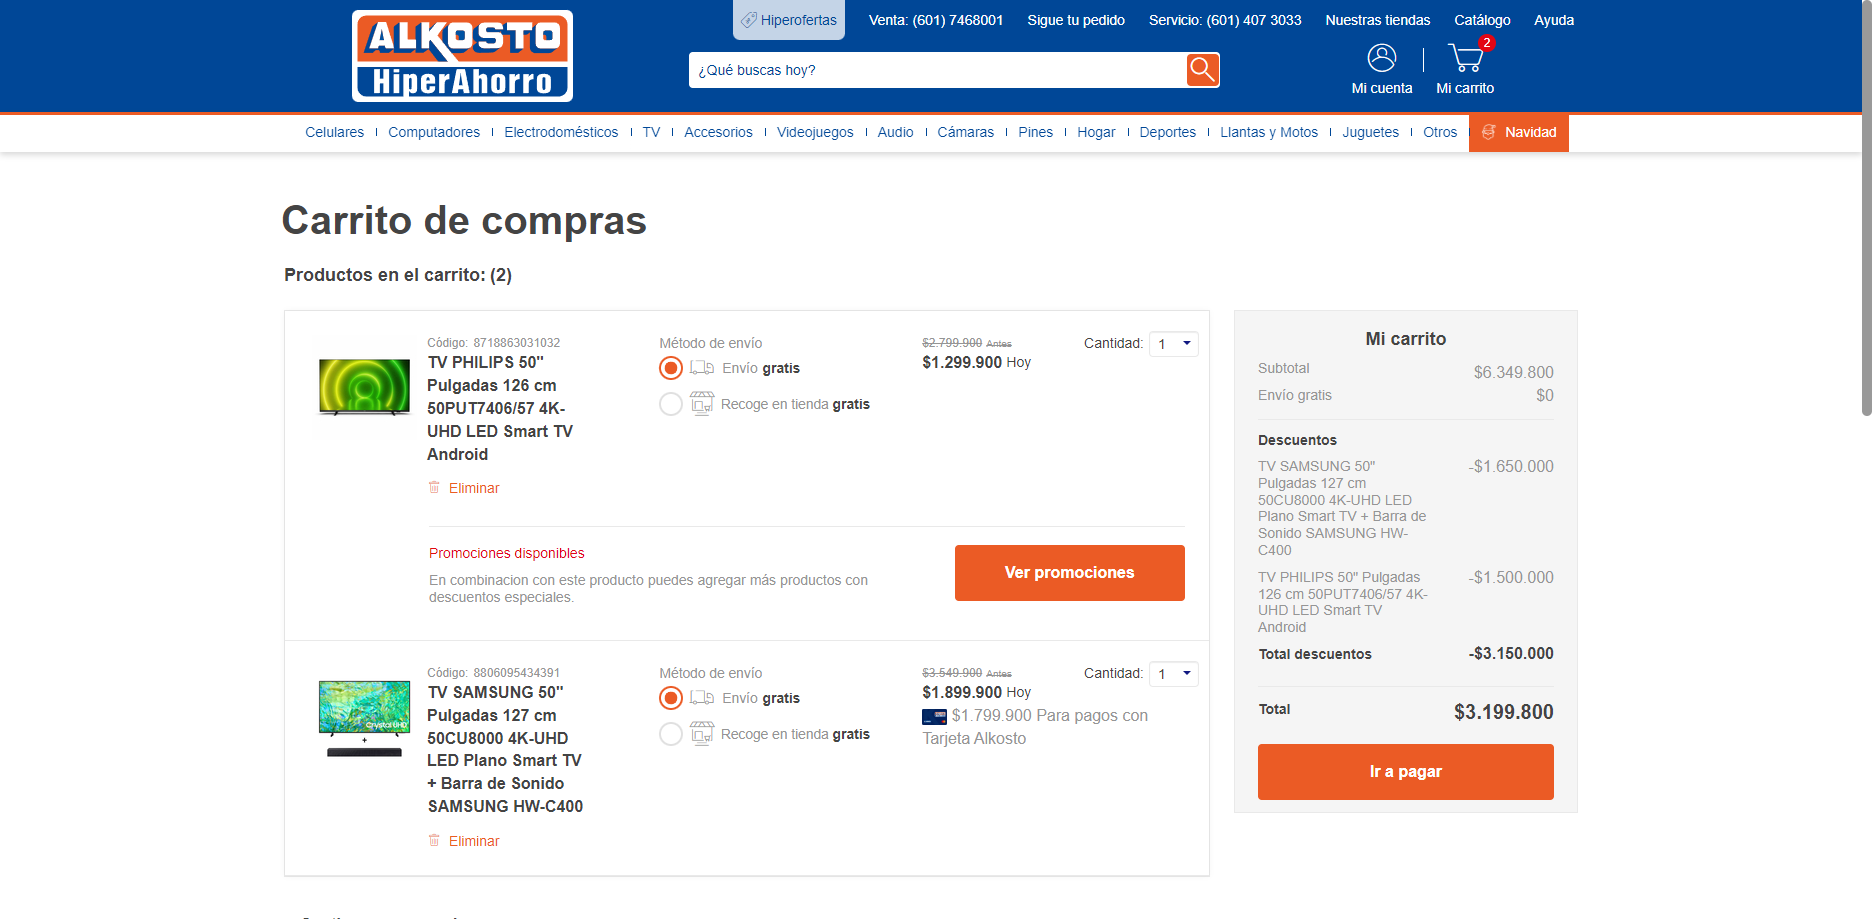 ALKOSTO
HiperAhorro
Hiperofertas
Venta: (601) 7468001
Sigue tu pedido
Servicio: (601) 407 3033
Nuestras tiendas
Catálogo
Ayuda
¿Qué buscas hoy?
Mi cuenta
2
Mi carrito
Celulares
Computadores
Electrodomésticos
TV
Accesorios
Videojuegos
Audio
Cámaras
Pines
Hogar
Deportes
Llantas y Motos
Juguetes
Otros
Navidad
Carrito de compras
Productos en el carrito: (2)
Código: 8718863031032
TV PHILIPS 50"
Pulgadas 126 cm
50PUT7406/57 4K-
UHD LED Smart TV
Android
Eliminar
Método de envío
Envío gratis
Recoge en tienda gratis
$2.799.900 Antes
$1.299.900 Hoy
Cantidad: 1
Promociones disponibles
En combinacion con este producto puedes agregar más productos con
descuentos especiales.
Ver promociones
Crystal UHD
+
Código: 8806095434391
TV SAMSUNG 50"
Pulgadas 127 cm
50CU8000 4K-UHD
LED Plano Smart TV
+ Barra de Sonido
SAMSUNG HW-C400
Eliminar
Método de envío
Envío gratis
Recoge en tienda gratis
$3.549.900 Antes
$1.899.900 Hoy
$1.799.900 Para pagos con
Tarjeta Alkosto
Cantidad: 1
Mi carrito
Subtotal $6.349.800
Envío gratis $0
Descuentos
TV SAMSUNG 50" -$1.650.000
Pulgadas 127 cm
50CU8000 4K-UHD LED
Plano Smart TV + Barra de
Sonido SAMSUNG HW-
C400
TV PHILIPS 50" Pulgadas -$1.500.000
126 cm 50PUT7406/57 4K-
UHD LED Smart TV
Android
Total descuentos -$3.150.000
Total $3.199.800
Ir a pagar